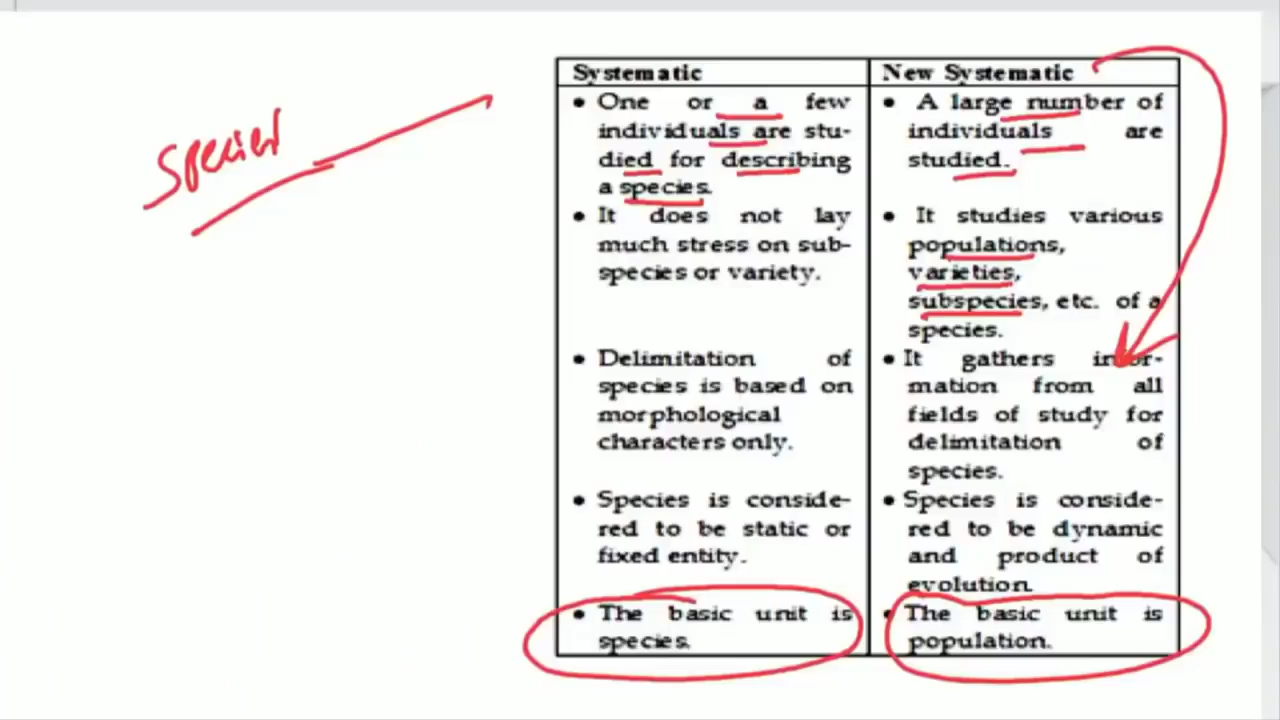 Species
Systematic
• One or a few
individuals are stu-
died for describing
a species.
• It does not lay
much stress on sub-
species or variety.
• Delimitation of
species is based on
morphological
characters only.
• Species is conside-
red to be static or
fixed entity.
• The basic unit is
species.
New Systematic
• A large number of
individuals are
studied.
• It studies various
populations,
varieties,
subspecies, etc. of a
species.
• It gathers infor-
mation from all
fields of study for
delimitation of
species.
• Species is conside-
red to be dynamic
and product of
evolution.
• The basic unit is
population.